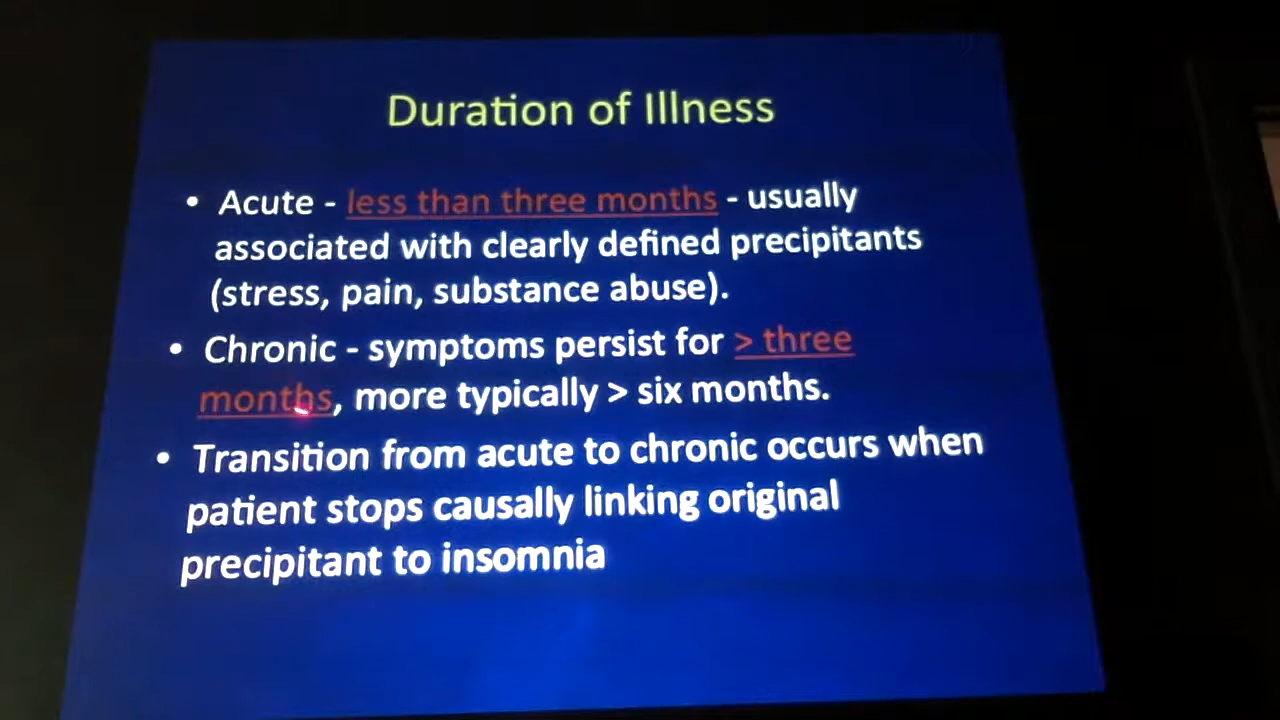 Duration of Illness
• Acute - less than three months - usually
associated with clearly defined precipitants
(stress, pain, substance abuse).
• Chronic - symptoms persist for > three
months, more typically > six months.
• Transition from acute to chronic occurs when
patient stops causally linking original
precipitant to insomnia